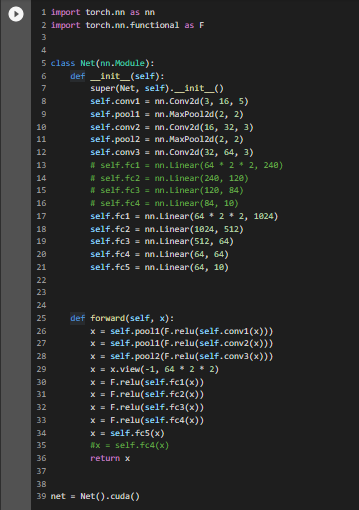 1 import torch.nn as nn
2 import torch.nn.functional as F
3
4
5 class Net(nn.Module):
6     def __init__(self):
7         super(Net, self).__init__()
8         self.conv1 = nn.Conv2d(3, 16, 5)
9         self.pool1 = nn.MaxPool2d(2, 2)
10         self.conv2 = nn.Conv2d(16, 32, 3)
11         self.pool2 = nn.MaxPool2d(2, 2)
12         self.conv3 = nn.Conv2d(32, 64, 3)
13         # self.fc1 = nn.Linear(64 * 2 * 2, 240)
14         # self.fc2 = nn.Linear(240, 120)
15         # self.fc3 = nn.Linear(120, 84)
16         # self.fc4 = nn.Linear(84, 10)
17         self.fc1 = nn.Linear(64 * 2 * 2, 1024)
18         self.fc2 = nn.Linear(1024, 512)
19         self.fc3 = nn.Linear(512, 64)
20         self.fc4 = nn.Linear(64, 64)
21         self.fc5 = nn.Linear(64, 10)
22
23
24
25     def forward(self, x):
26         x = self.pool1(F.relu(self.conv1(x)))
27         x = self.pool1(F.relu(self.conv2(x)))
28         x = self.pool2(F.relu(self.conv3(x)))
29         x = x.view(-1, 64 * 2 * 2)
30         x = F.relu(self.fc1(x))
31         x = F.relu(self.fc2(x))
32         x = F.relu(self.fc3(x))
33         x = F.relu(self.fc4(x))
34         x = self.fc5(x)
35         #x = self.fc4(x)
36         return x
37
38
39 net = Net().cuda()